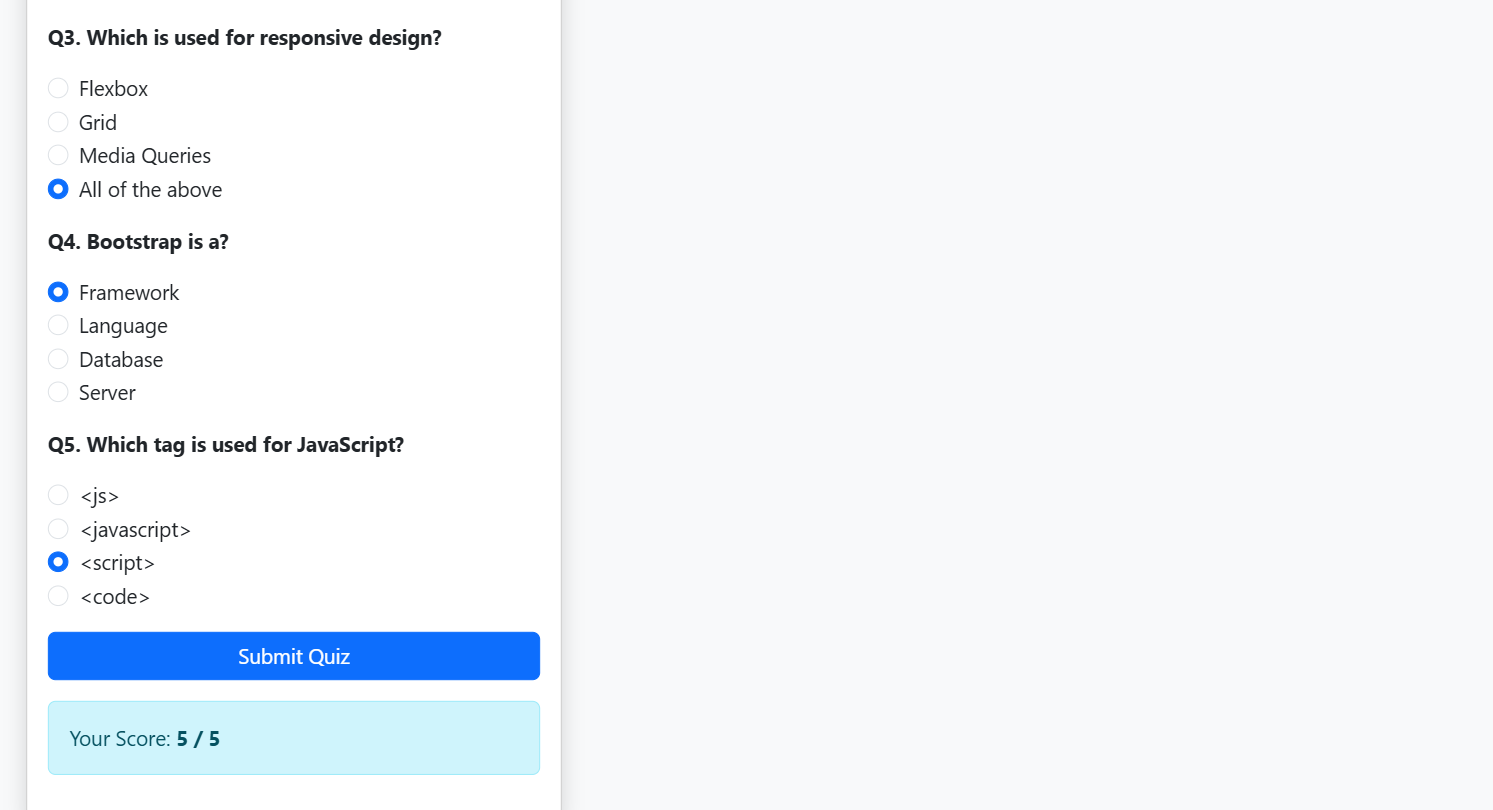 Q3. Which is used for responsive design?
Flexbox
Grid
Media Queries
All of the above
Q4. Bootstrap is a?
Framework
Language
Database
Server
Q5. Which tag is used for JavaScript?
<js>
<javascript>
<script>
<code>
Submit Quiz
Your Score: 5 / 5